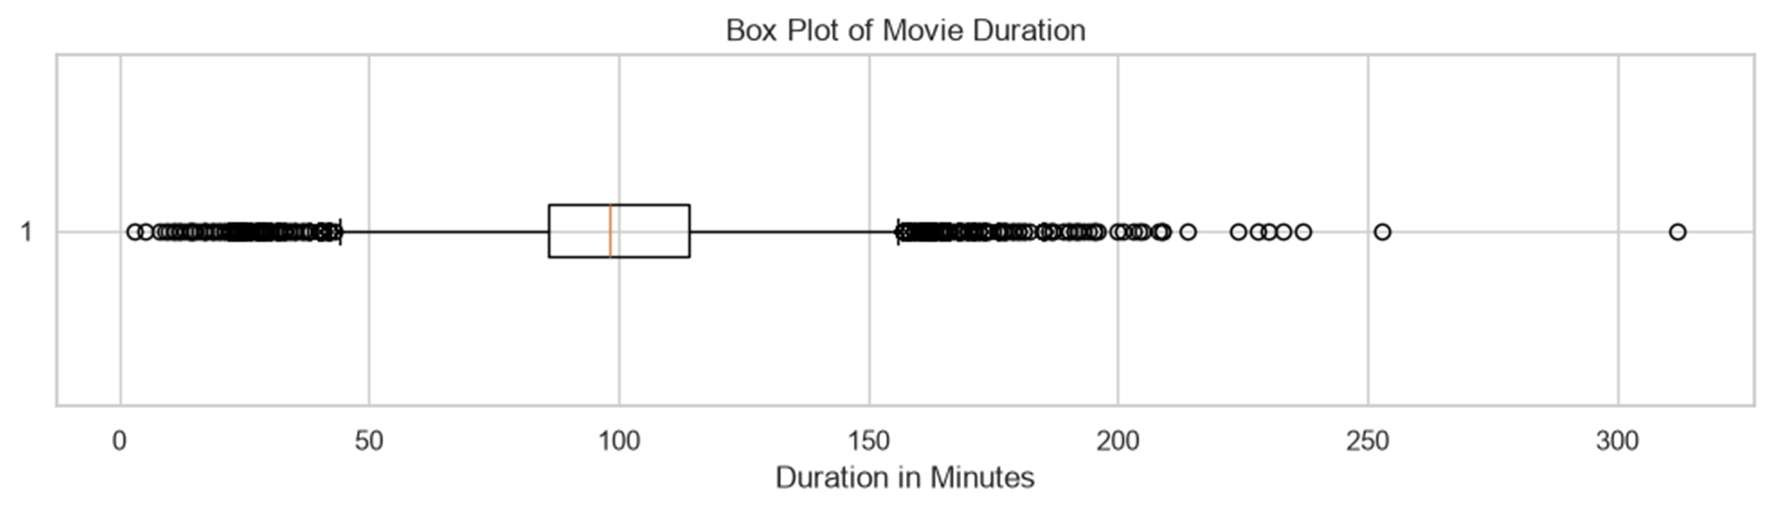 Box Plot of Movie Duration
1
0 50 100 150 200 250 300
Duration in Minutes